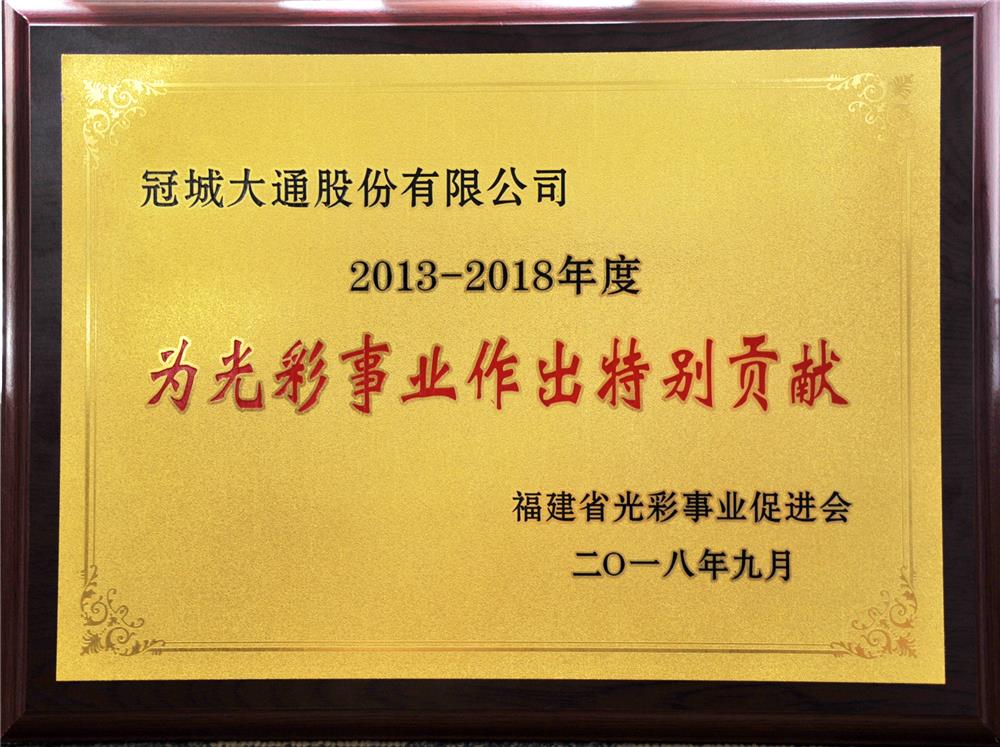 冠城大通股份有限公司
2013-2018年度
为光彩事业作出特别贡献
福建省光彩事业促进会
二〇一八年九月